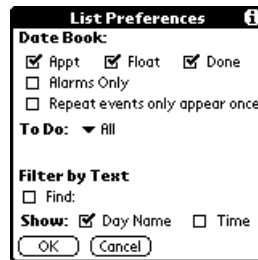 List Preferences i
Date Book:
Appt Float Done
Alarms Only
Repeat events only appear once
To Do: All
Filter by Text
Find:
Show: Day Name Time
OK Cancel